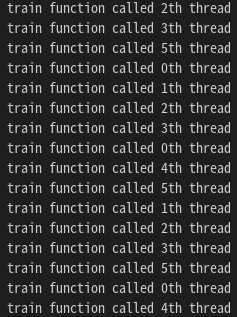 train function called 2th thread
train function called 3th thread
train function called 5th thread
train function called 0th thread
train function called 1th thread
train function called 2th thread
train function called 3th thread
train function called 0th thread
train function called 4th thread
train function called 5th thread
train function called 1th thread
train function called 2th thread
train function called 3th thread
train function called 5th thread
train function called 0th thread
train function called 4th thread